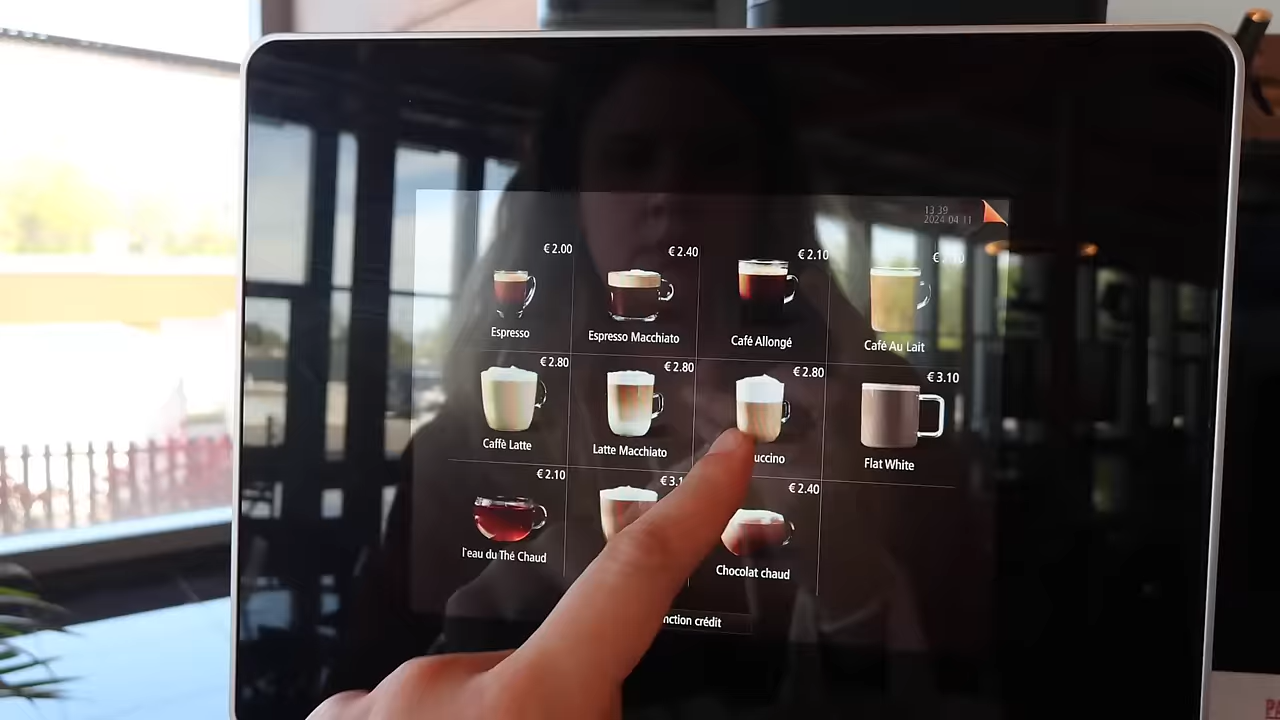 13 39
2024 04 11
€ 2.00
€ 2.40
€ 2.10
Espresso
Espresso Macchiato
Café Allongé
Café Au Lait
€ 2.80
€ 2.80
€ 2.80
€ 3.10
Caffè Latte
Latte Macchiato
uccino
Flat White
€ 2.10
€ 3.1
€ 2.40
l'eau du Thé Chaud
Chocolat chaud
nction crédit